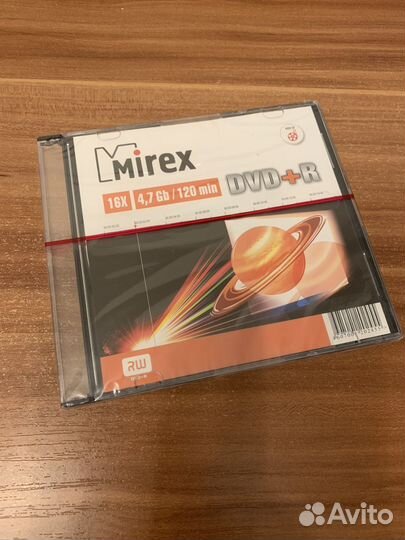 Mirex
16X 4,7 Gb / 120 min DVD+R
RW
Avito